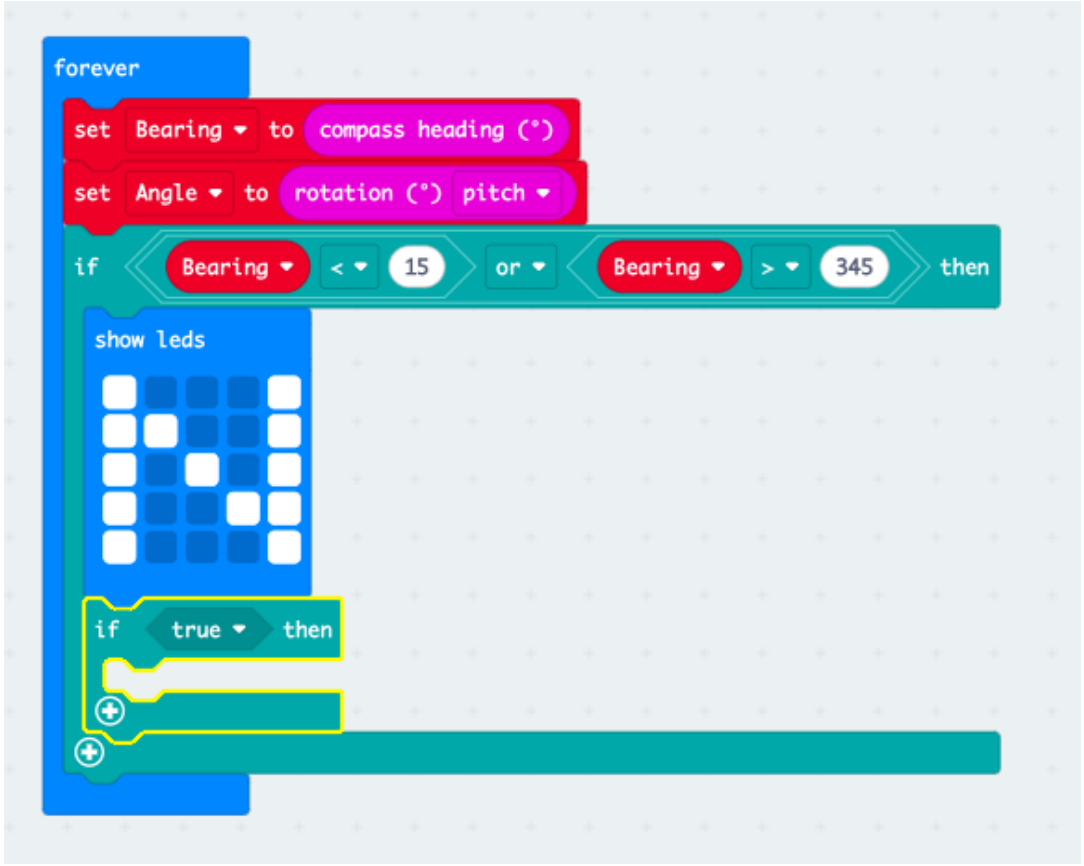 forever
set Bearing to compass heading (°)
set Angle to rotation (°) pitch
if Bearing < 15 or Bearing > 345 then
show leds
if true then